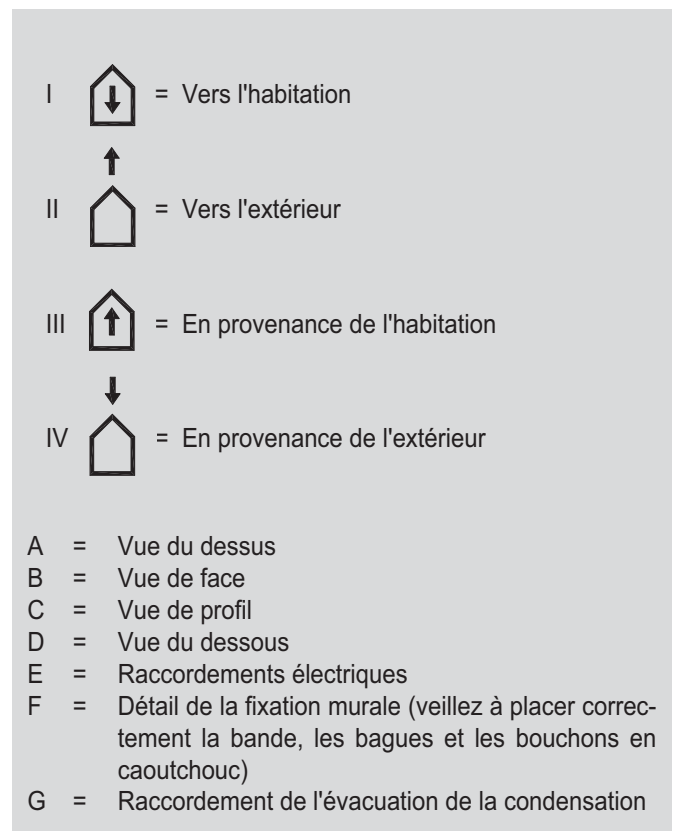 I = Vers l'habitation
II = Vers l'extérieur
III = En provenance de l'habitation
IV = En provenance de l'extérieur
A = Vue du dessus
B = Vue de face
C = Vue de profil
D = Vue du dessous
E = Raccordements électriques
F = Détail de la fixation murale (veillez à placer correc-
tement la bande, les bagues et les bouchons en
caoutchouc)
G = Raccordement de l'évacuation de la condensation